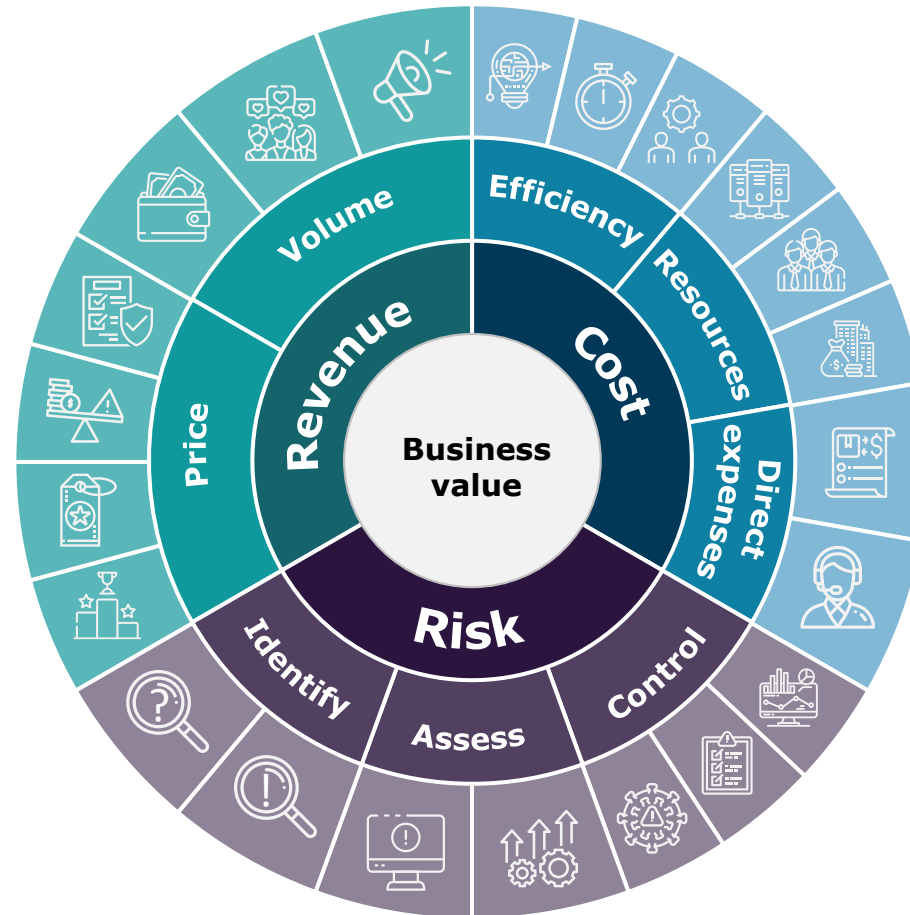 Business
value
Revenue
Cost
Risk
Volume
Price
Efficiency
Resources
Direct
expenses
Identify
Assess
Control